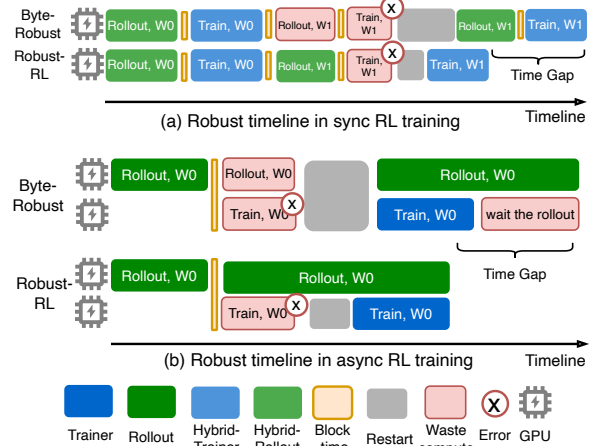 Byte-
Robust
Rollout, W0
Train, W0
Rollout, W1
Train,
W1
X
Rollout, W1
Train, W1
Robust-
RL
Rollout, W0
Train, W0
Rollout, W1
Train,
W1
X
Train, W1
Time Gap
Timeline
(a) Robust timeline in sync RL training
Byte-
Robust
Rollout, W0
Rollout, W0
Train, W0
X
Rollout, W0
Train, W0
wait the rollout
Time Gap
Robust-
RL
Rollout, W0
Rollout, W0
Train, W0
X
Train, W0
(b) Robust timeline in async RL training
Timeline
X
Trainer
Rollout
Hybrid-
Trainer
Hybrid-
Rollout
Block
time
Restart
Waste
compute
Error
GPU